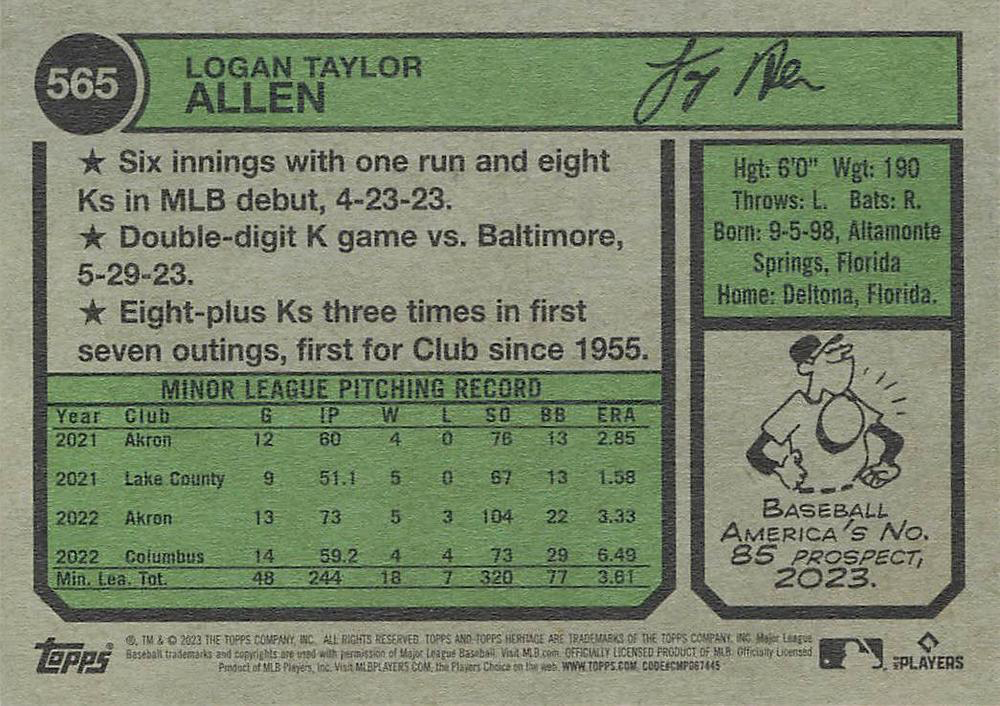 565
LOGAN TAYLOR
ALLEN
★ Six innings with one run and eight
Ks in MLB debut, 4-23-23.
★ Double-digit K game vs. Baltimore,
5-29-23.
★ Eight-plus Ks three times in first
seven outings, first for Club since 1955.
MINOR LEAGUE PITCHING RECORD
Year Club G IP W L SO BB ERA
2021 Akron 12 60 4 0 76 13 2.85
2021 Lake County 9 51.1 5 0 67 13 1.58
2022 Akron 13 73 5 3 104 22 3.33
2022 Columbus 14 59.2 4 4 73 29 6.49
Min. Lea. Tot. 48 244 18 7 320 77 3.61
Hgt: 6'0" Wgt: 190
Throws: L. Bats: R.
Born: 9-5-98, Altamonte
Springs, Florida
Home: Deltona, Florida.
BASEBALL
AMERICA'S NO.
85 PROSPECT,
2023.
TOPPS
®, TM & © 2023 THE TOPPS COMPANY, INC. ALL RIGHTS RESERVED. TOPPS AND TOPPS HERITAGE ARE TRADEMARKS OF THE TOPPS COMPANY, INC. Major League
Baseball trademarks and copyrights are used with permission of Major League Baseball. Visit MLB.com. OFFICIALLY LICENSED PRODUCT OF MLB. Officially Licensed
Product of MLB Players, Inc. Visit MLBPLAYERS.COM, the Players Choice on the web. WWW.TOPPS.COM. CODE#CMP067445
MLB PLAYERS